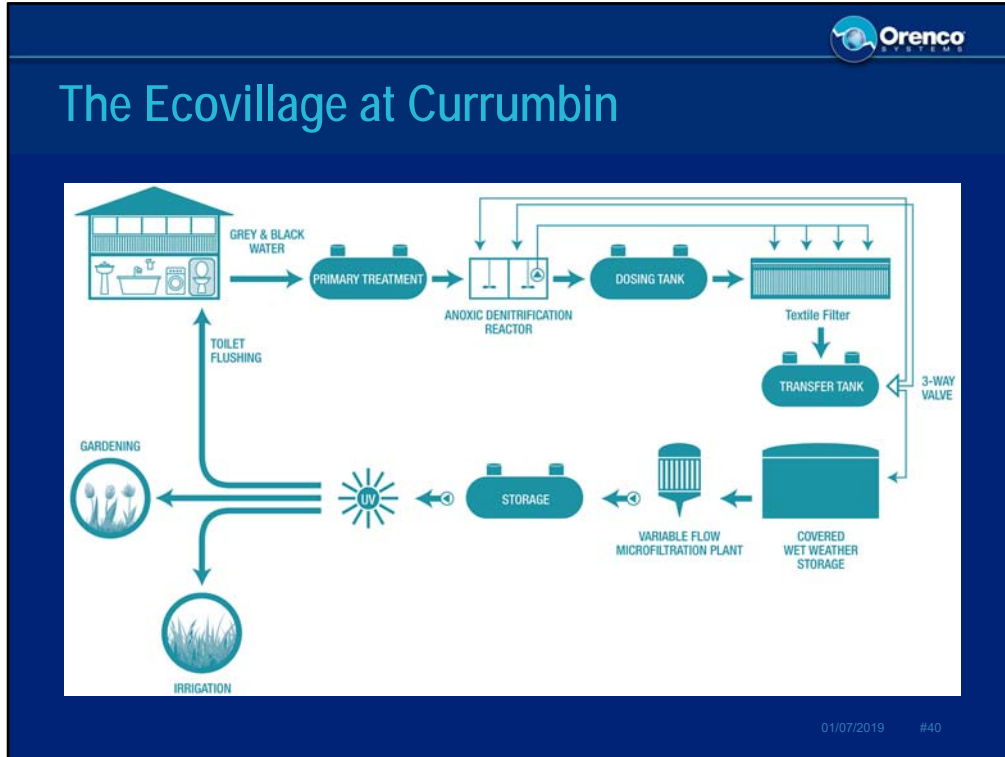 Orenco
SYSTEMS
The Ecovillage at Currumbin
GREY & BLACK
WATER
PRIMARY TREATMENT
ANOXIC DENITRIFICATION
REACTOR
DOSING TANK
Textile Filter
TOILET
FLUSHING
TRANSFER TANK
3-WAY
VALVE
GARDENING
UV
STORAGE
VARIABLE FLOW
MICROFILTRATION PLANT
COVERED
WET WEATHER
STORAGE
IRRIGATION
01/07/2019 #40